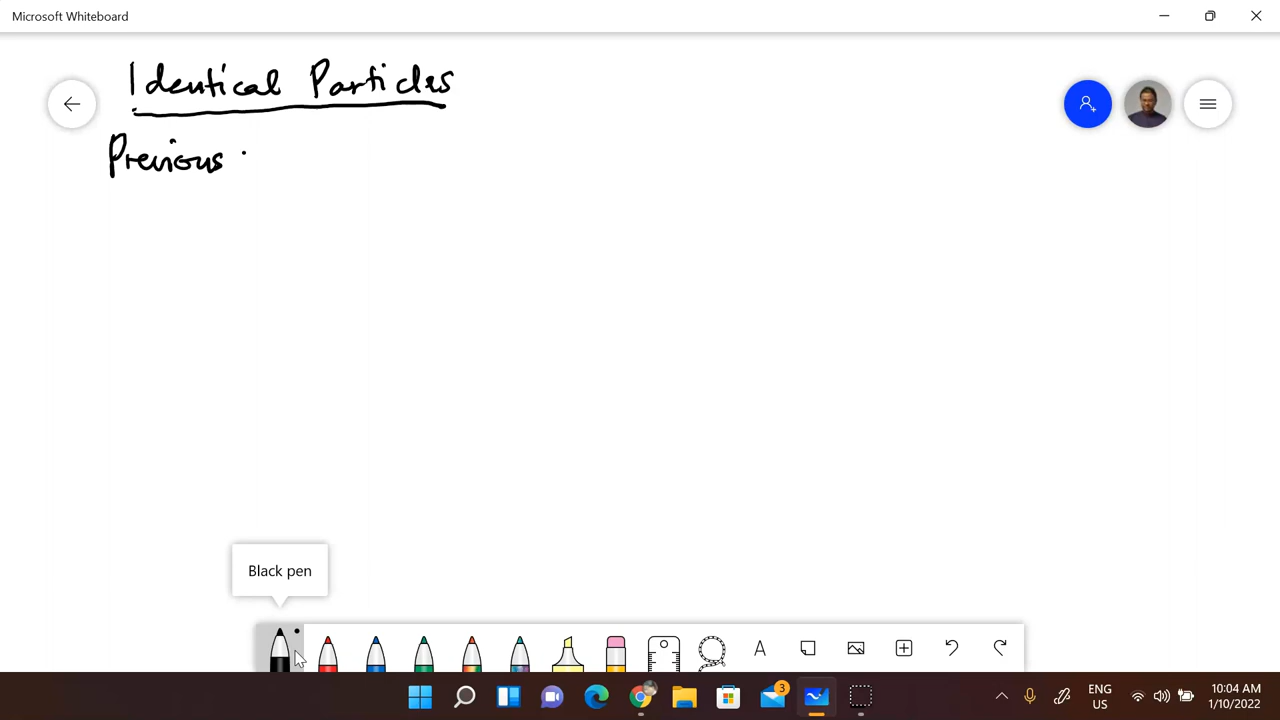 Microsoft Whiteboard
Identical Particles
Previous
Black pen
A
3
ENG
US
10:04 AM
1/10/2022